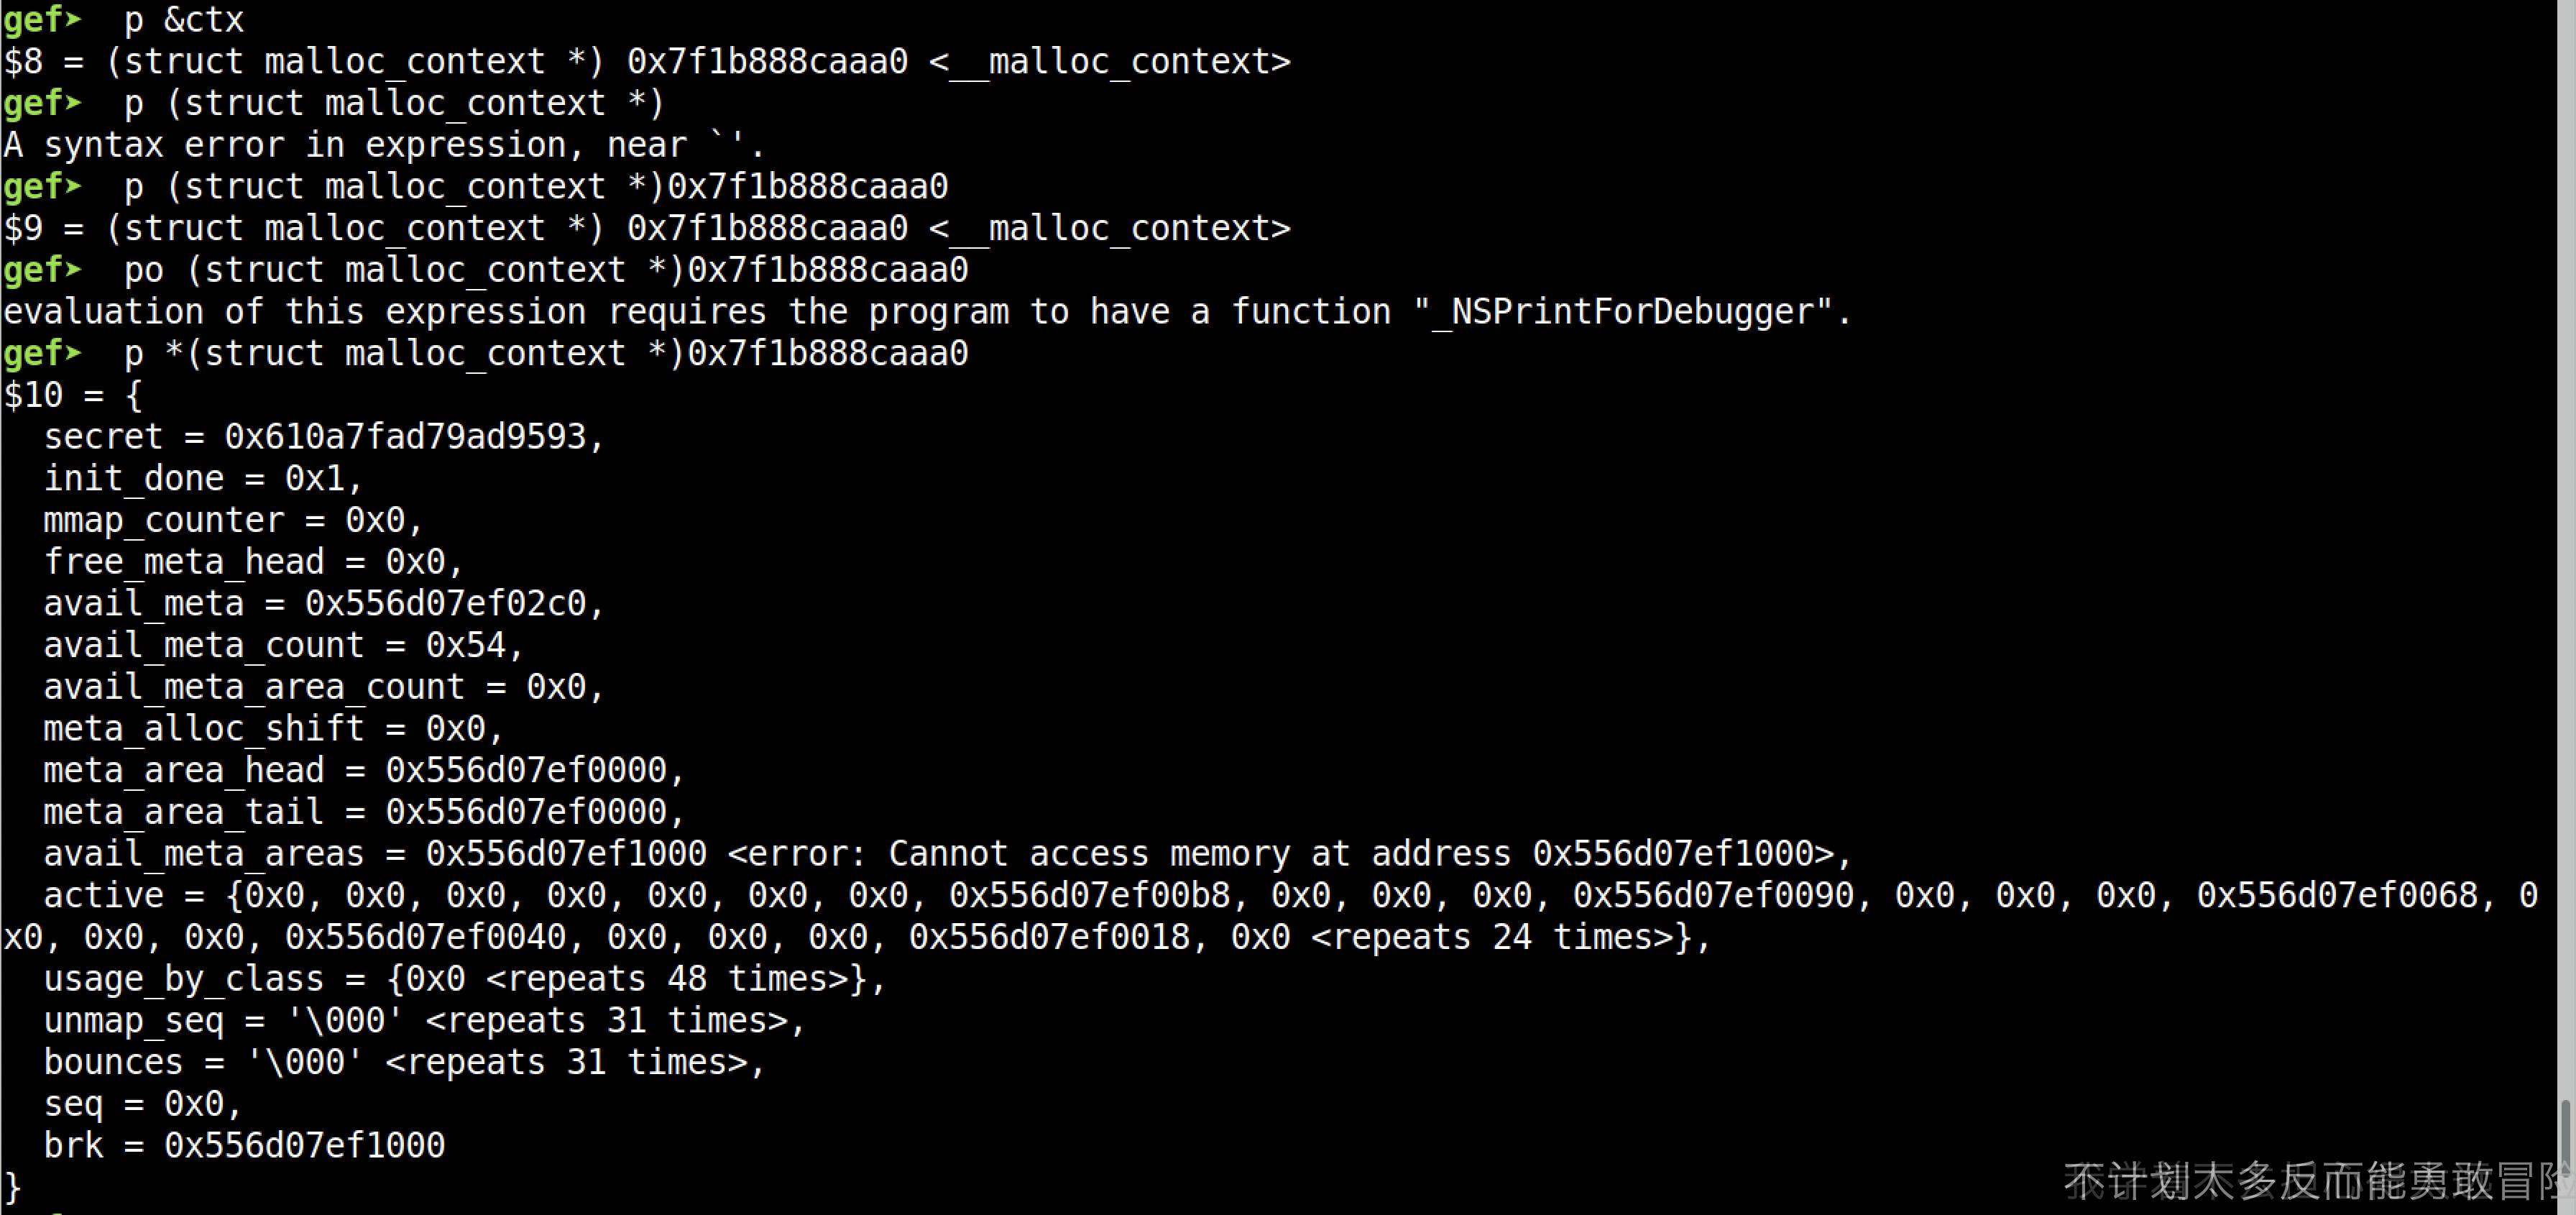 gef➤  p &ctx
$8 = (struct malloc_context *) 0x7f1b888caaa0 <__malloc_context>
gef➤  p (struct malloc_context *)
A syntax error in expression, near `'.
gef➤  p (struct malloc_context *)0x7f1b888caaa0
$9 = (struct malloc_context *) 0x7f1b888caaa0 <__malloc_context>
gef➤  po (struct malloc_context *)0x7f1b888caaa0
evaluation of this expression requires the program to have a function "_NSPrintForDebugger".
gef➤  p *(struct malloc_context *)0x7f1b888caaa0
$10 = {
  secret = 0x610a7fad79ad9593,
  init_done = 0x1,
  mmap_counter = 0x0,
  free_meta_head = 0x0,
  avail_meta = 0x556d07ef02c0,
  avail_meta_count = 0x54,
  avail_meta_area_count = 0x0,
  meta_alloc_shift = 0x0,
  meta_area_head = 0x556d07ef0000,
  meta_area_tail = 0x556d07ef0000,
  avail_meta_areas = 0x556d07ef1000 <error: Cannot access memory at address 0x556d07ef1000>,
  active = {0x0, 0x0, 0x0, 0x0, 0x0, 0x0, 0x0, 0x556d07ef00b8, 0x0, 0x0, 0x0, 0x556d07ef0090, 0x0, 0x0, 0x0, 0x556d07ef0068, 0
x0, 0x0, 0x0, 0x556d07ef0040, 0x0, 0x0, 0x0, 0x556d07ef0018, 0x0 <repeats 24 times>},
  usage_by_class = {0x0 <repeats 48 times>},
  unmap_seq = '\000' <repeats 31 times>,
  bounces = '\000' <repeats 31 times>,
  seq = 0x0,
  brk = 0x556d07ef1000
}
不计划太多反而能勇敢冒险